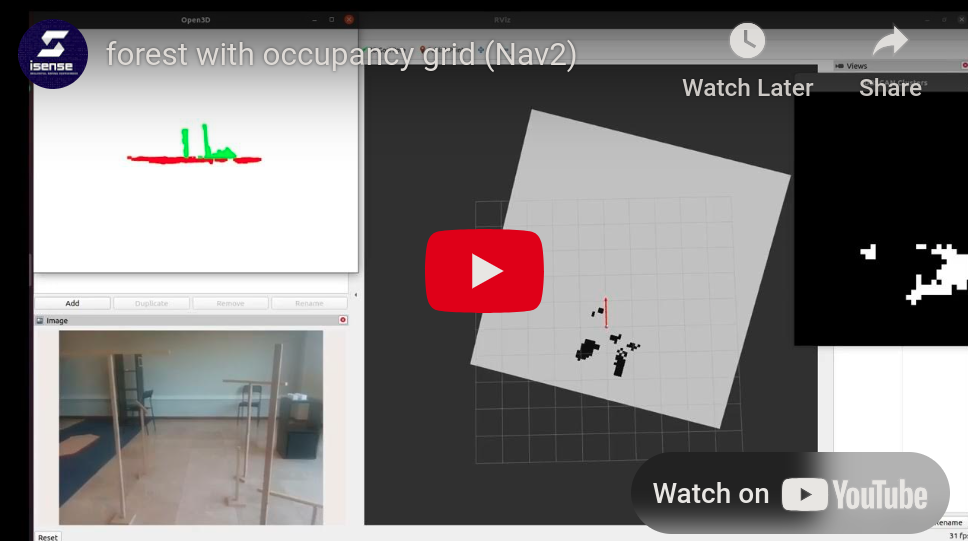 Open3D
RViz
isense
forest with occupancy grid (Nav2)
Watch Later
Share
Views
Add
Duplicate
Remove
Rename
Image
Watch on
YouTube
Rename
31 fps
Reset